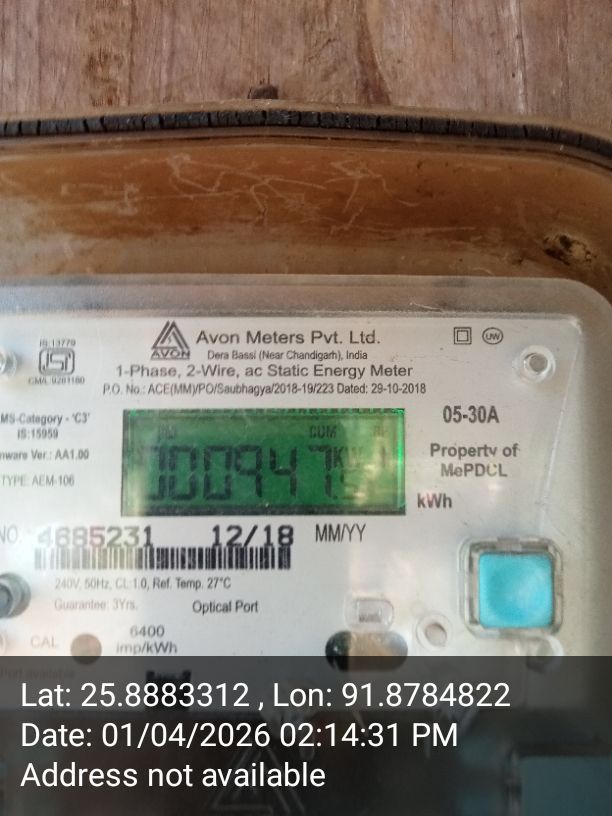 Avon Meters Pvt. Ltd.
AVON
Dera Bassi (Near Chandigarh), India
1-Phase, 2-Wire, ac Static Energy Meter
P.O. No.: ACE(MM)/PO/Saubhagya/2018-19/223 Dated: 29-10-2018
IS:13779
CM/L-9261180
MS-Category - 'C3'
IS:15959
ware Ver.: AA1.00
TYPE: AEM-106
05-30A
Property of
MePDCL
CUM
000947
kWh
NO. 4685231 12/18 MM/YY
240V, 50Hz, CL:1.0, Ref. Temp. 27°C
Guarantee: 3Yrs. Optical Port
CAL
6400
imp/kWh
Lat: 25.8883312 , Lon: 91.8784822
Date: 01/04/2026 02:14:31 PM
Address not available